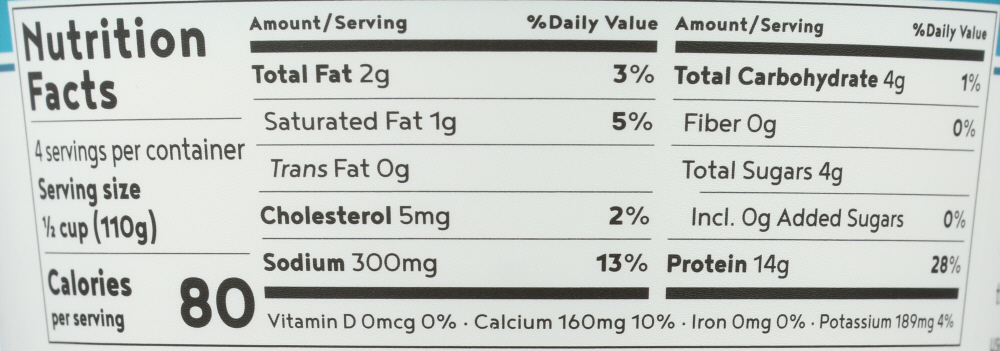 Nutrition
Facts
4 servings per container
Serving size
½ cup (110g)
Calories
per serving
80
Amount/Serving %Daily Value
Total Fat 2g 3%
Saturated Fat 1g 5%
Trans Fat 0g
Cholesterol 5mg 2%
Sodium 300mg 13%
Amount/Serving %Daily Value
Total Carbohydrate 4g 1%
Fiber 0g 0%
Total Sugars 4g
Incl. 0g Added Sugars 0%
Protein 14g 28%
Vitamin D 0mcg 0% · Calcium 160mg 10% · Iron 0mg 0% · Potassium 189mg 4%